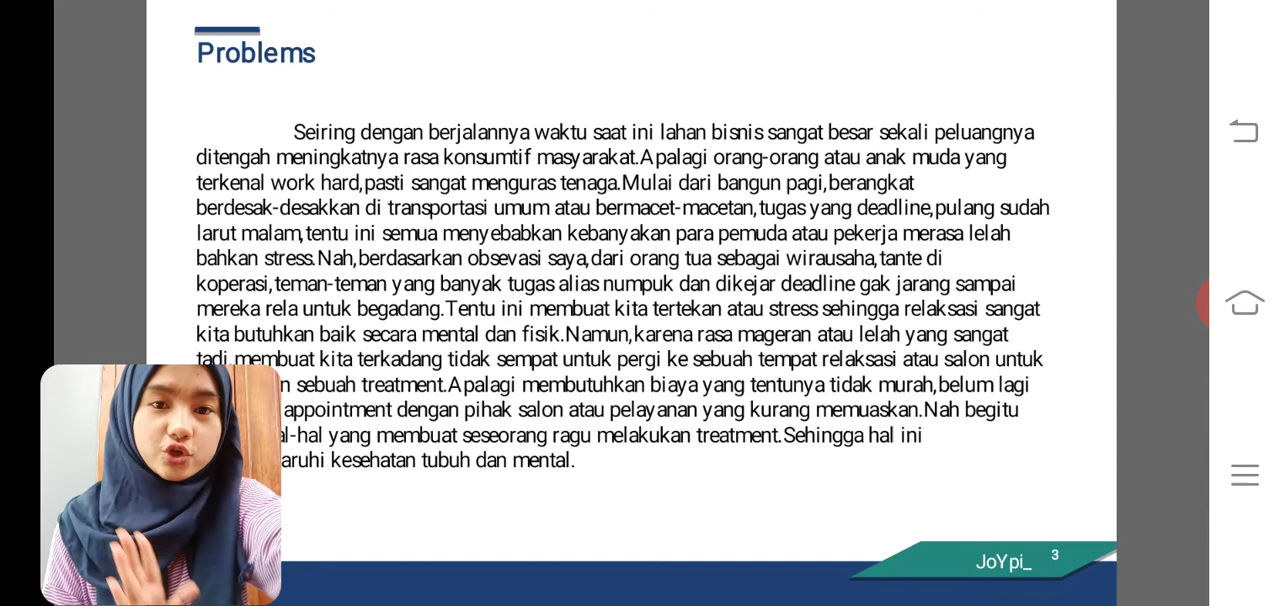 Problems
Seiring dengan berjalannya waktu saat ini lahan bisnis sangat besar sekali peluangnya
ditengah meningkatnya rasa konsumtif masyarakat.Apalagi orang-orang atau anak muda yang
terkenal work hard,pasti sangat menguras tenaga.Mulai dari bangun pagi,berangkat
berdesak-desakkan di transportasi umum atau bermacet-macetan,tugas yang deadline,pulang sudah
larut malam,tentu ini semua menyebabkan kebanyakan para pemuda atau pekerja merasa lelah
bahkan stress.Nah,berdasarkan obsevasi saya,dari orang tua sebagai wirausaha,tante di
koperasi,teman-teman yang banyak tugas alias numpuk dan dikejar deadline gak jarang sampai
mereka rela untuk begadang.Tentu ini membuat kita tertekan atau stress sehingga relaksasi sangat
kita butuhkan baik secara mental dan fisik.Namun,karena rasa mageran atau lelah yang sangat
tadi membuat kita terkadang tidak sempat untuk pergi ke sebuah tempat relaksasi atau salon untuk
sebuah treatment.Apalagi membutuhkan biaya yang tentunya tidak murah,belum lagi
appointment dengan pihak salon atau pelayanan yang kurang memuaskan.Nah begitu
al-hal yang membuat seseorang ragu melakukan treatment.Sehingga hal ini
aruhi kesehatan tubuh dan mental.
JoYpi_ 3